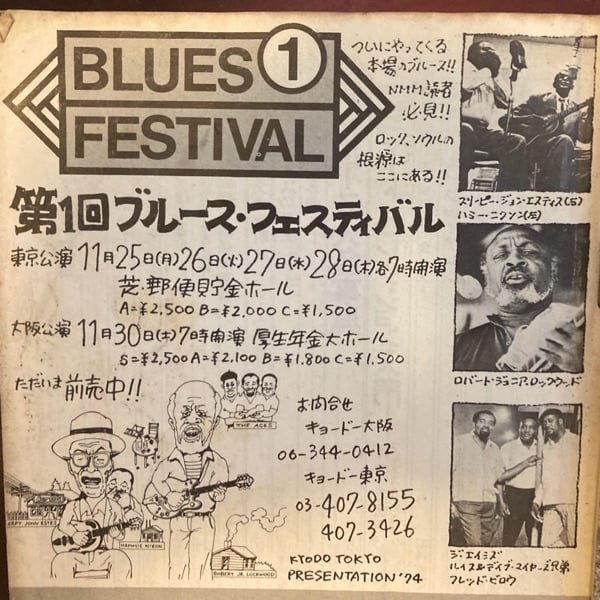 BLUES 1
FESTIVAL
ついにやってくる
本場のブルース!!
NMM読者
必見!!
ロック、ソウルの
根源は
ここにある!!
スリーピー・ジョン・エスティス(右)
ハミー・ニクソン(左)
第1回ブルース・フェスティバル
東京公演 11月25日(月)26日(火)27日(水)28日(木)各7時開演
芝・郵便貯金ホール
A=¥2,500 B=¥2,000 C=¥1,500
大阪公演 11月30日(土)7時開演 厚生年金大ホール
S=¥2,500 A=¥2,100 B=¥1,800 C=¥1,500
ロバート・ジュニア・ロックウッド
ただいま前売中!!
THE ACES
お問合せ
キョードー大阪
06-344-0412
キョードー東京
03-407-8155
407-3426
KYODO TOKYO
PRESENTATION '74
EEPY JOHN ESTES
HAMMIE NIXON
ROBERT JR. LOCKWOOD
ジ・エイシズ
ルイス&デイブ・マイヤーズ兄弟
フレッド・ビロウ